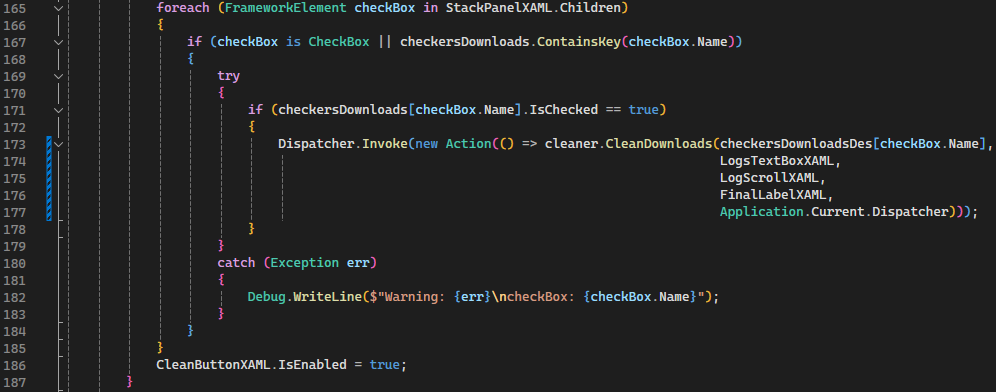 165 foreach (FrameworkElement checkBox in StackPanelXAML.Children)
166 {
167 if (checkBox is CheckBox || checkersDownloads.ContainsKey(checkBox.Name))
168 {
169 try
170 {
171 if (checkersDownloads[checkBox.Name].IsChecked == true)
172 {
173 Dispatcher.Invoke(new Action(() => cleaner.CleanDownloads(checkersDownloadsDes[checkBox.Name],
174 LogsTextBoxXAML,
175 LogScrollXAML,
176 FinalLabelXAML,
177 Application.Current.Dispatcher)));
178 }
179 }
180 catch (Exception err)
181 {
182 Debug.WriteLine($"Warning: {err}\ncheckBox: {checkBox.Name}");
183 }
184 }
185 }
186 CleanButtonXAML.IsEnabled = true;
187 }